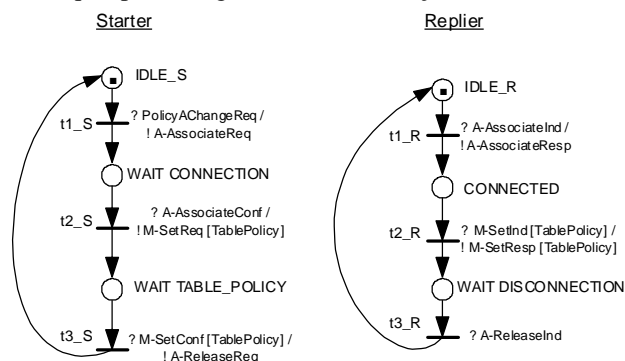 Starter
IDLE_S
t1_S
? PolicyAChangeReq /
! A-AssociateReq
WAIT CONNECTION
t2_S
? A-AssociateConf /
! M-SetReq [TablePolicy]
WAIT TABLE_POLICY
t3_S
? M-SetConf [TablePolicy] /
! A-ReleaseReq
Replier
IDLE_R
t1_R
? A-AssociateInd /
! A-AssociateResp
CONNECTED
t2_R
? M-SetInd [TablePolicy] /
! M-SetResp [TablePolicy]
WAIT DISCONNECTION
t3_R
? A-ReleaseInd